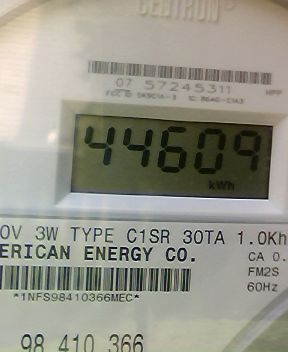 CENTRON
07 57245311
44609
kWh
0V 3W TYPE C1SR 30TA 1.0Kh
ERICAN ENERGY CO.
CA 0.
FM2S
60Hz
*1NFS98410366MEC*
98 410 366